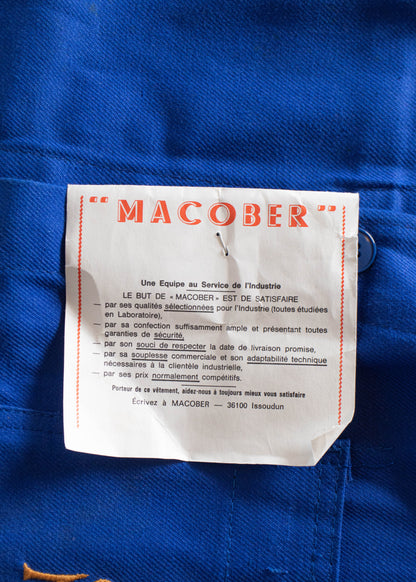 “MACOBER”
Une Equipe au Service de l'Industrie
LE BUT DE « MACOBER » EST DE SATISFAIRE
— par ses qualités sélectionnées pour l'Industrie (toutes étudiées
en Laboratoire),
— par sa confection suffisamment ample et présentant toutes
garanties de sécurité,
— par son souci de respecter la date de livraison promise,
— par sa souplesse commerciale et son adaptabilité technique
nécessaires à la clientèle industrielle,
— par ses prix normalement compétitifs.
Porteur de ce vêtement, aidez-nous à toujours mieux vous satisfaire
Écrivez à MACOBER — 36100 Issoudun